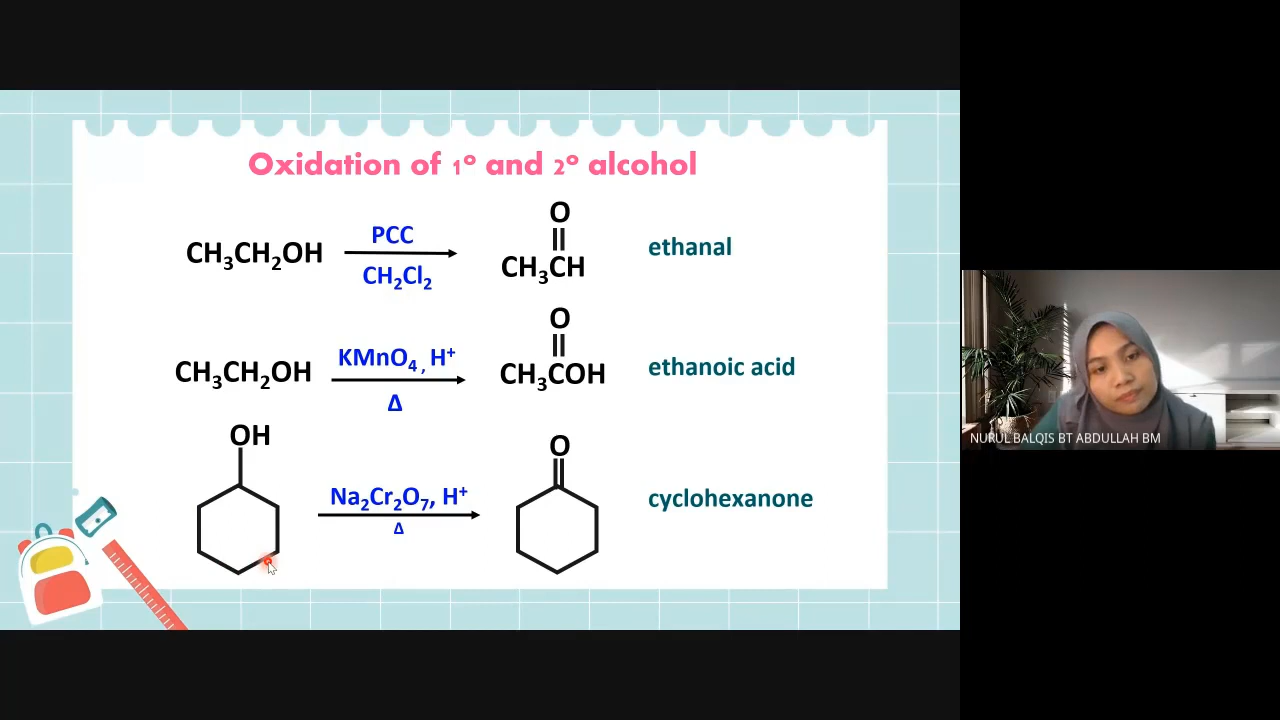 Oxidation of 1° and 2° alcohol
O
PCC
CH₃CH₂OH
CH₃CH
ethanal
CH₂Cl₂
O
KMnO₄, H⁺
CH₃CH₂OH
CH₃COH
ethanoic acid
Δ
OH
O
Na₂Cr₂O₇, H⁺
cyclohexanone
Δ
NURUL BALQIS BT ABDULLAH BM